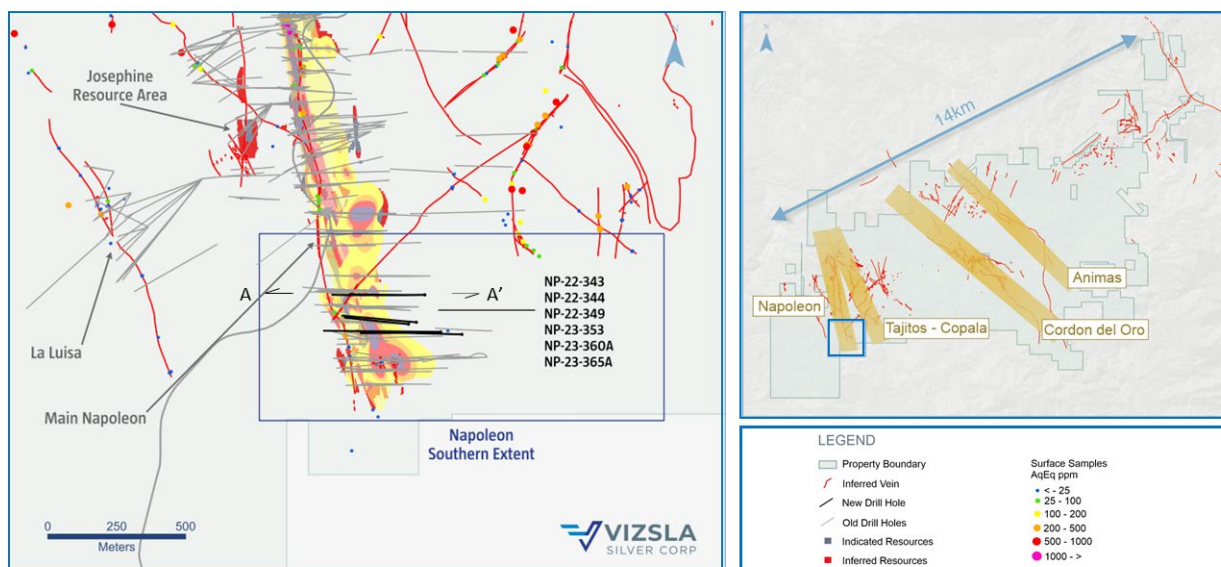 Josephine
Resource Area
N
A
A'
NP-22-343
NP-22-344
NP-22-349
NP-23-353
NP-23-360A
NP-23-365A
La Luisa
Main Napoleon
Napoleon
Southern Extent
0 250 500
Meters
VIZSLA
SILVER CORP
N
14km
Napoleon
Tajitos - Copala
Animas
Cordon del Oro
LEGEND
Property Boundary
Inferred Vein
New Drill Hole
Old Drill Holes
Indicated Resources
Inferred Resources
Surface Samples
AqEq ppm
< - 25
25 - 100
100 - 200
200 - 500
500 - 1000
1000 - >